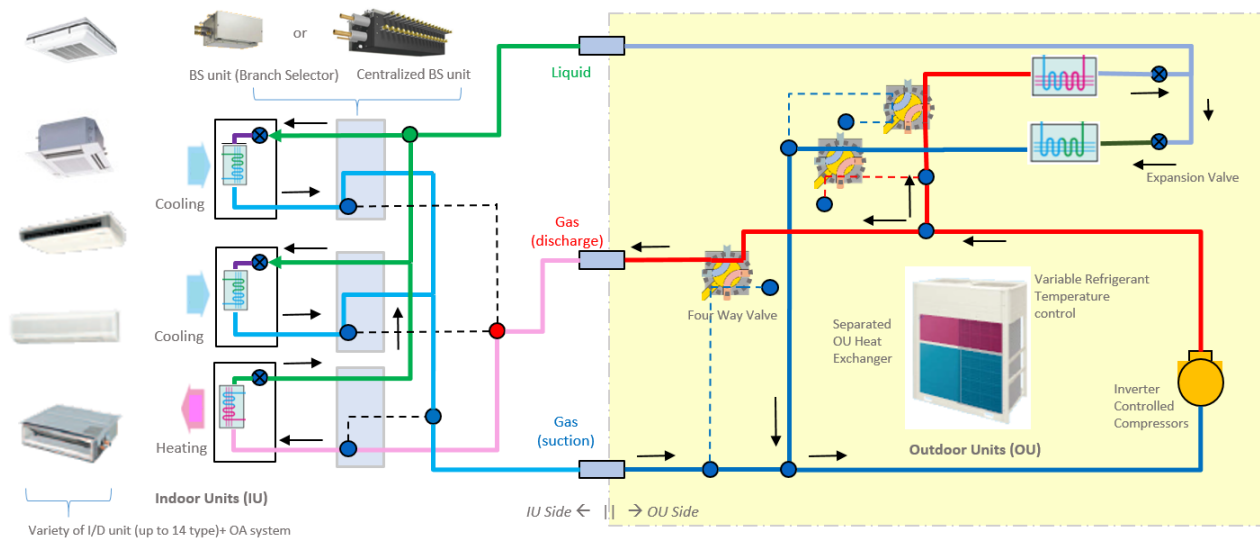 or
BS unit (Branch Selector)
Centralized BS unit
Liquid
Cooling
Expansion Valve
Gas
(discharge)
Cooling
Four Way Valve
Separated
OU Heat
Exchanger
Variable Refrigerant
Temperature
control
Heating
Gas
(suction)
Inverter
Controlled
Compressors
Outdoor Units (OU)
Indoor Units (IU)
IU Side ← || → OU Side
Variety of I/D unit (up to 14 type)+ OA system